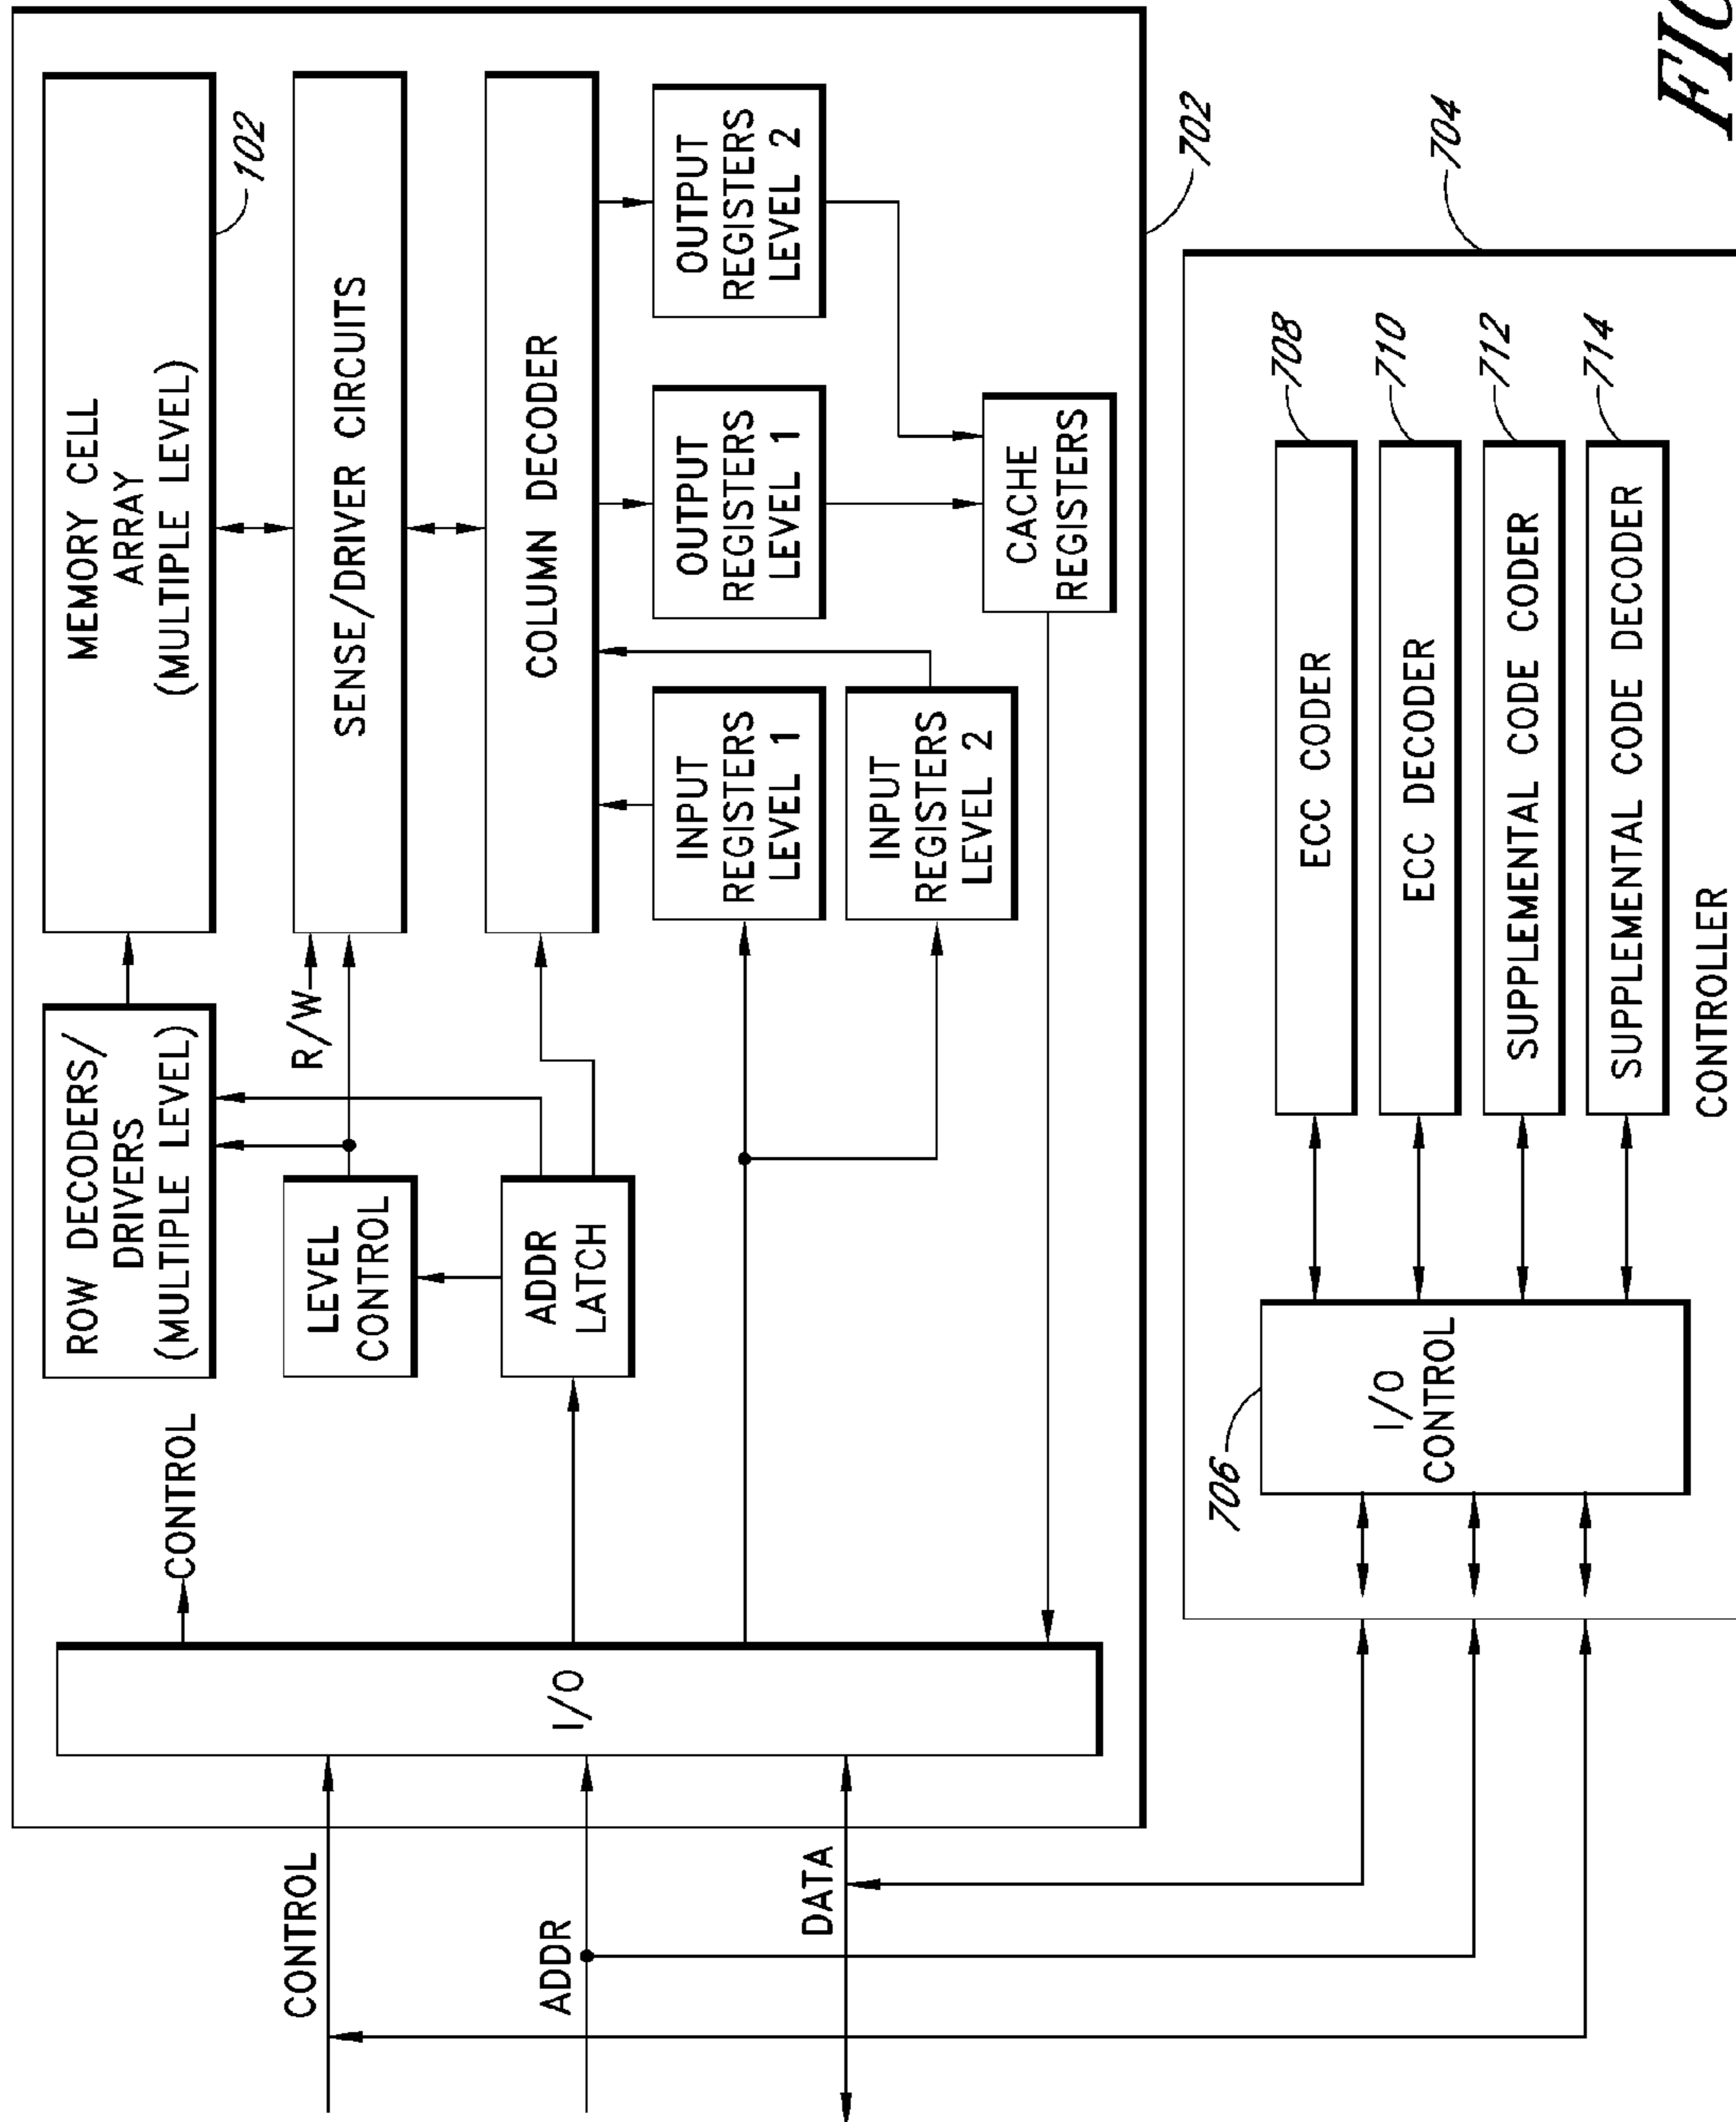 CONTROL
ADDR
DATA
I/O
CONTROL
ROW DECODERS/
DRIVERS
(MULTIPLE LEVEL)
MEMORY CELL
ARRAY
(MULTIPLE LEVEL)
102
LEVEL
CONTROL
R/W
SENSE/DRIVER CIRCUITS
ADDR
LATCH
COLUMN DECODER
INPUT
REGISTERS
LEVEL 1
OUTPUT
REGISTERS
LEVEL 1
OUTPUT
REGISTERS
LEVEL 2
INPUT
REGISTERS
LEVEL 2
CACHE
REGISTERS
702
704
706
I/O
CONTROL
ECC CODER
708
ECC DECODER
710
SUPPLEMENTAL CODE CODER
712
SUPPLEMENTAL CODE DECODER
714
CONTROLLER